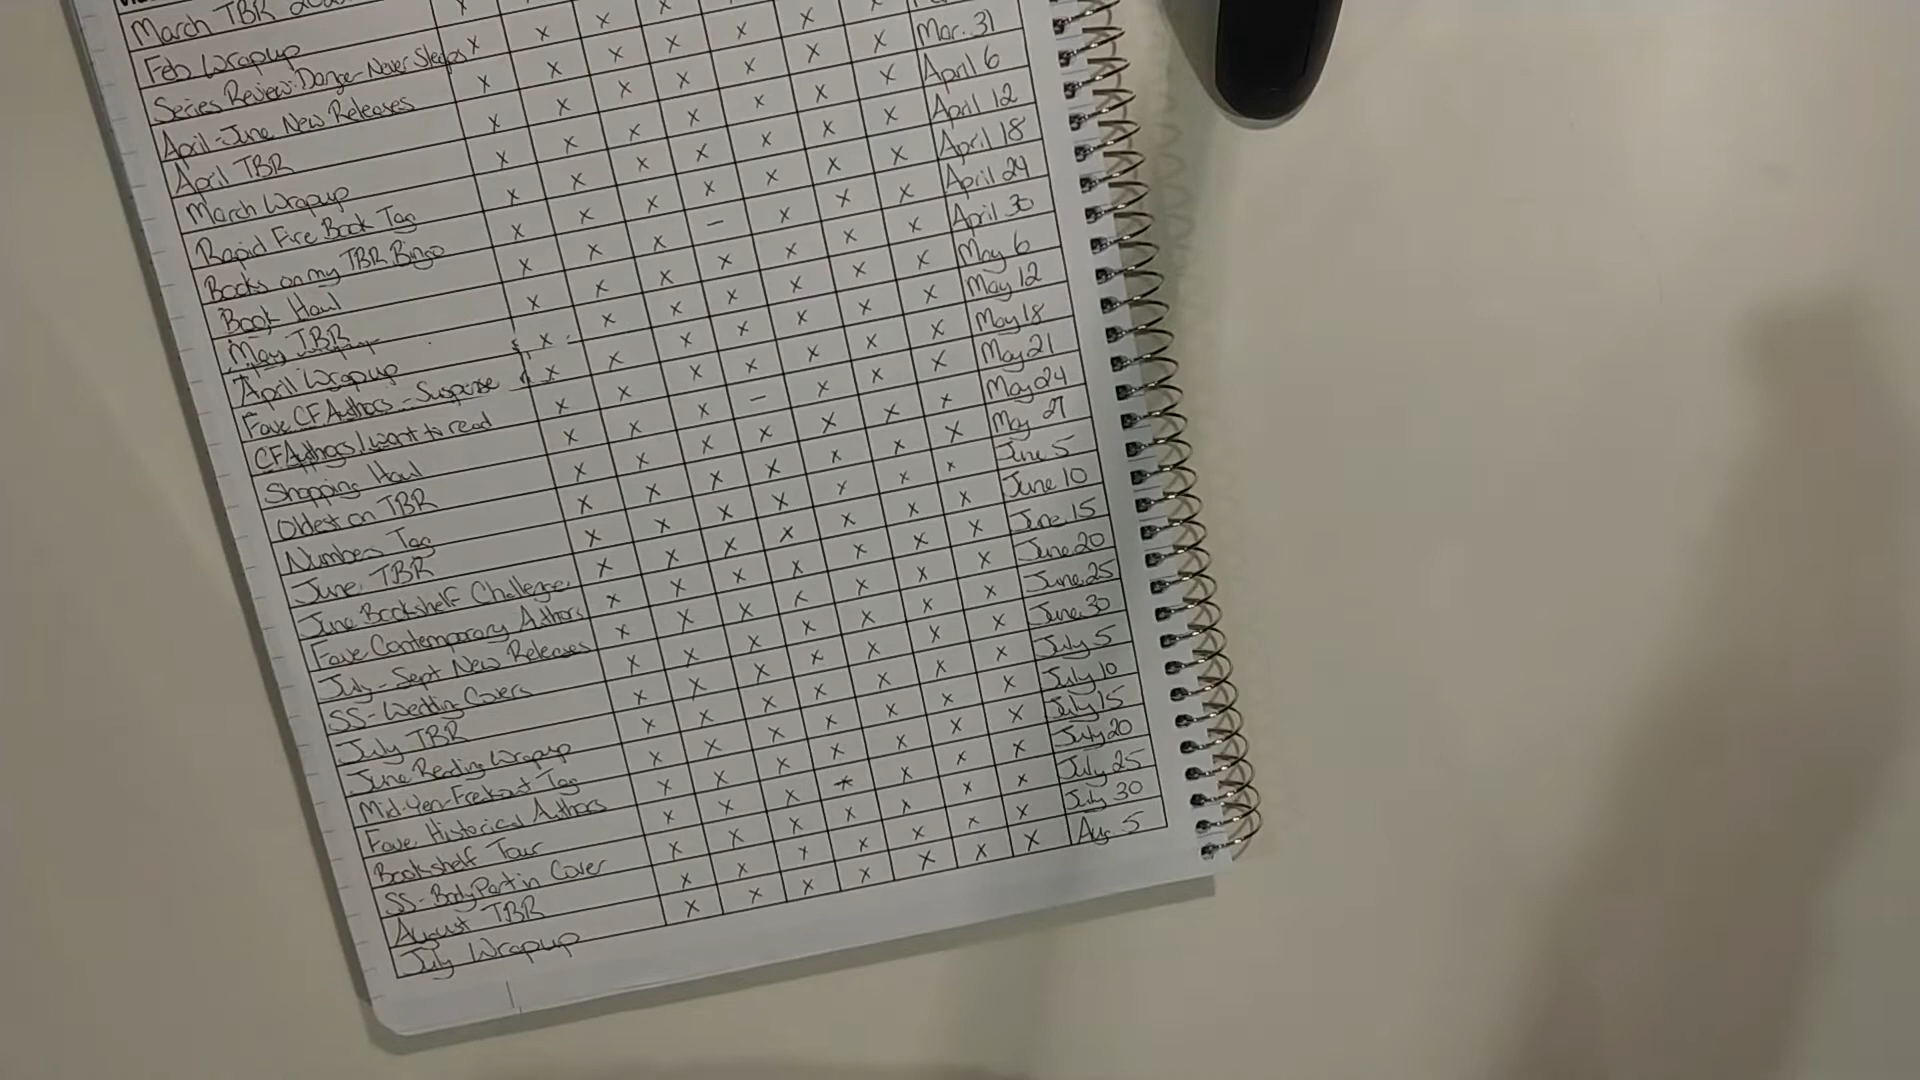 March TBR
Feb Wrapup x x x x
Series Review: Danger Never Sleeps x x x x x x x
April-June New Releases x x x x x x x
April TBR x x x x x x x Mar. 31
March Wrapup x x x x x x x April 6
Rapid Fire Book Tag x x x x x x x April 12
Books on my TBR Bingo x x x x x x x April 18
Book Haul x x x – x x x April 24
May TBR x x x x x x x April 30
April Wrapup x x x x x x x May 6
Fave CF Authors - Suspense x x x x x x x May 12
CF Authors I want to read x x x x x x x May 18
Shopping Haul x x x – x x x May 21
Oldest on TBR x x x x x x x May 24
Numbers Tag x x x x x x x May 27
June TBR x x x x x x x June 5
June Bookshelf Challenge x x x x x x x June 10
Fave Contemporary Authors x x x x x x x June 15
July-Sept New Releases x x x x x x x June 20
SS-Wedding Covers x x x x x x x June 25
July TBR x x x x x x x June 30
June Reading Wrapup x x x x x x x July 5
Mid-Year-Freakout Tag x x x x x x x July 10
Fave Historical Authors x x x x x x x July 15
Bookshelf Tour x x x * x x x July 20
SS-Body Part in Cover x x x x x x x July 25
August TBR x x x x x x x July 30
July Wrapup x x x x x x x Aug. 5